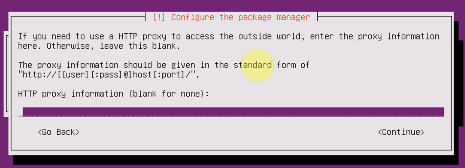 [!] Configure the package manager
If you need to use a HTTP proxy to access the outside world, enter the proxy information
here. Otherwise, leave this blank.
The proxy information should be given in the standard form of
"http://[[user][:pass]@]host[:port]/".
HTTP proxy information (blank for none):
<Go Back> <Continue>